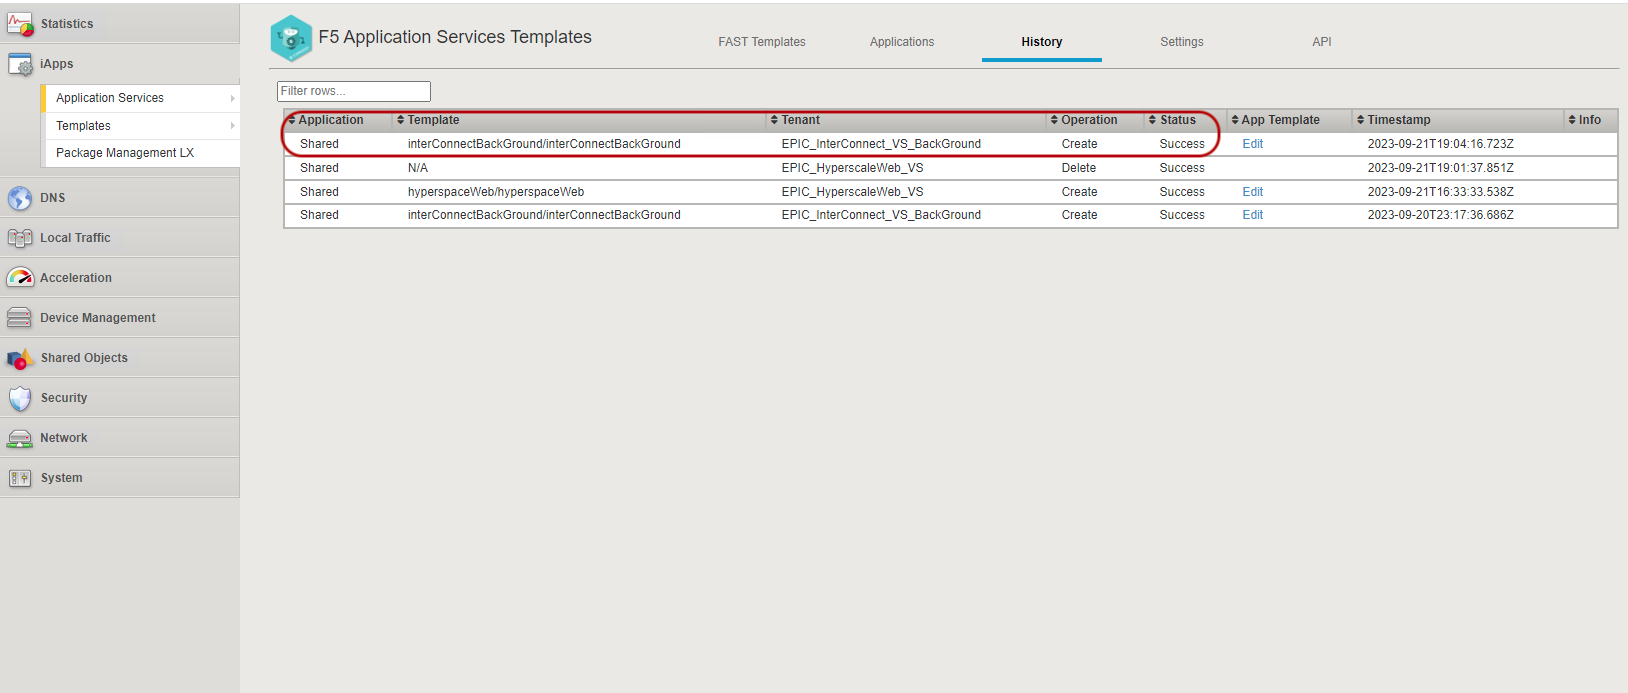 Statistics
iApps
Application Services
Templates
Package Management LX
DNS
Local Traffic
Acceleration
Device Management
Shared Objects
Security
Network
System
F5 Application Services Templates
FAST Templates Applications History Settings API
Filter rows...
Application Template Tenant Operation Status App Template Timestamp Info
Shared interConnectBackGround/interConnectBackGround EPIC_InterConnect_VS_BackGround Create Success Edit 2023-09-21T19:04:16.723Z
Shared N/A EPIC_HyperscaleWeb_VS Delete Success 2023-09-21T19:01:37.851Z
Shared hyperspaceWeb/hyperspaceWeb EPIC_HyperscaleWeb_VS Create Success Edit 2023-09-21T16:33:33.538Z
Shared interConnectBackGround/interConnectBackGround EPIC_InterConnect_VS_BackGround Create Success Edit 2023-09-20T23:17:36.686Z